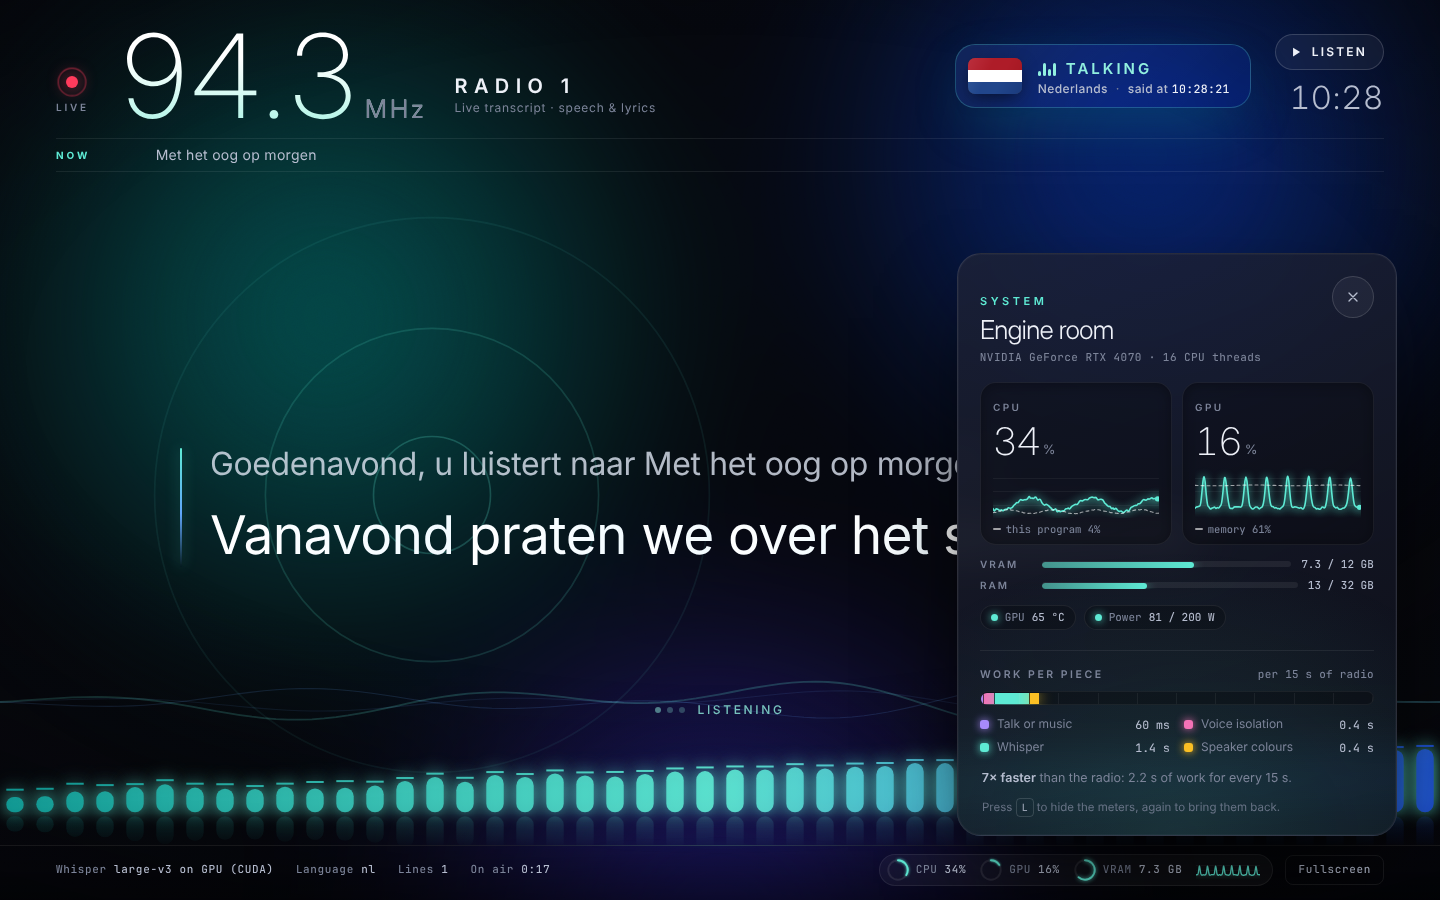 LIVE
94.3 MHz
RADIO 1
Live transcript · speech & lyrics
TALKING
Nederlands · said at 10:28:21
LISTEN
10:28
NOW
Met het oog op morgen
Goedenavond, u luistert naar Met het oog op
Vanavond praten we over het
LISTENING
SYSTEM
Engine room
NVIDIA GeForce RTX 4070 · 16 CPU threads
CPU
34 %
this program 4%
GPU
16 %
memory 61%
VRAM 7.3 / 12 GB
RAM 13 / 32 GB
GPU 65 °C
Power 81 / 200 W
WORK PER PIECE per 15 s of radio
Talk or music 60 ms
Voice isolation 0.4 s
Whisper 1.4 s
Speaker colours 0.4 s
7× faster than the radio: 2.2 s of work for every 15 s.
Press L to hide the meters, again to bring them back.
Whisper large-v3 on GPU (CUDA) Language nl Lines 1 On air 0:17
CPU 34% GPU 16% VRAM 7.3 GB
Fullscreen